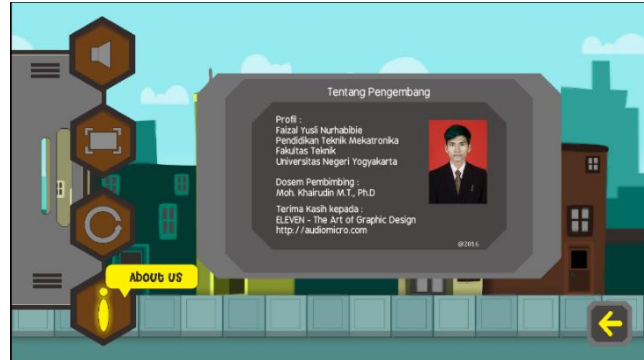 Tentang Pengembang
Profil :
Faizal Yusli Nurhabibie
Pendidikan Teknik Mekatronika
Fakultas Teknik
Universitas Negeri Yogyakarta
Dosem Pembimbing :
Moh. Khairudin M.T., Ph.D
Terima Kasih kepada :
ELEVEN - The Art of Graphic Design
http://audiomicro.com
@2016
About us